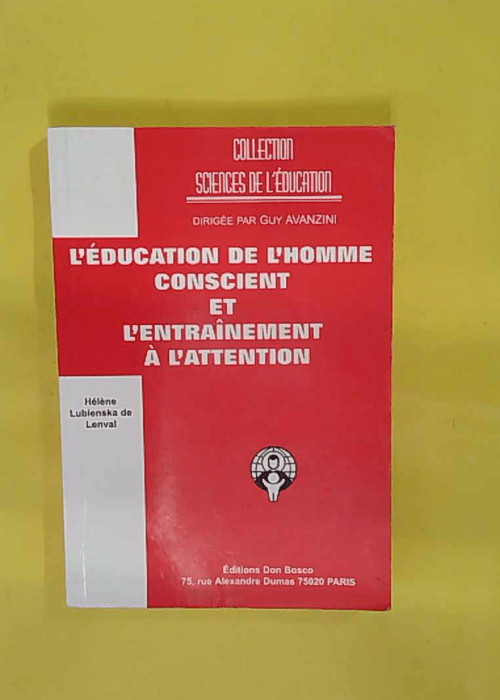 COLLECTION
SCIENCES DE L'ÉDUCATION
DIRIGÉE PAR GUY AVANZINI
L'ÉDUCATION DE L'HOMME
CONSCIENT
ET
L'ENTRAÎNEMENT
À L'ATTENTION
Hélène
Lubienska de
Lenval
Éditions Don Bosco
75, rue Alexandre Dumas 75020 PARIS